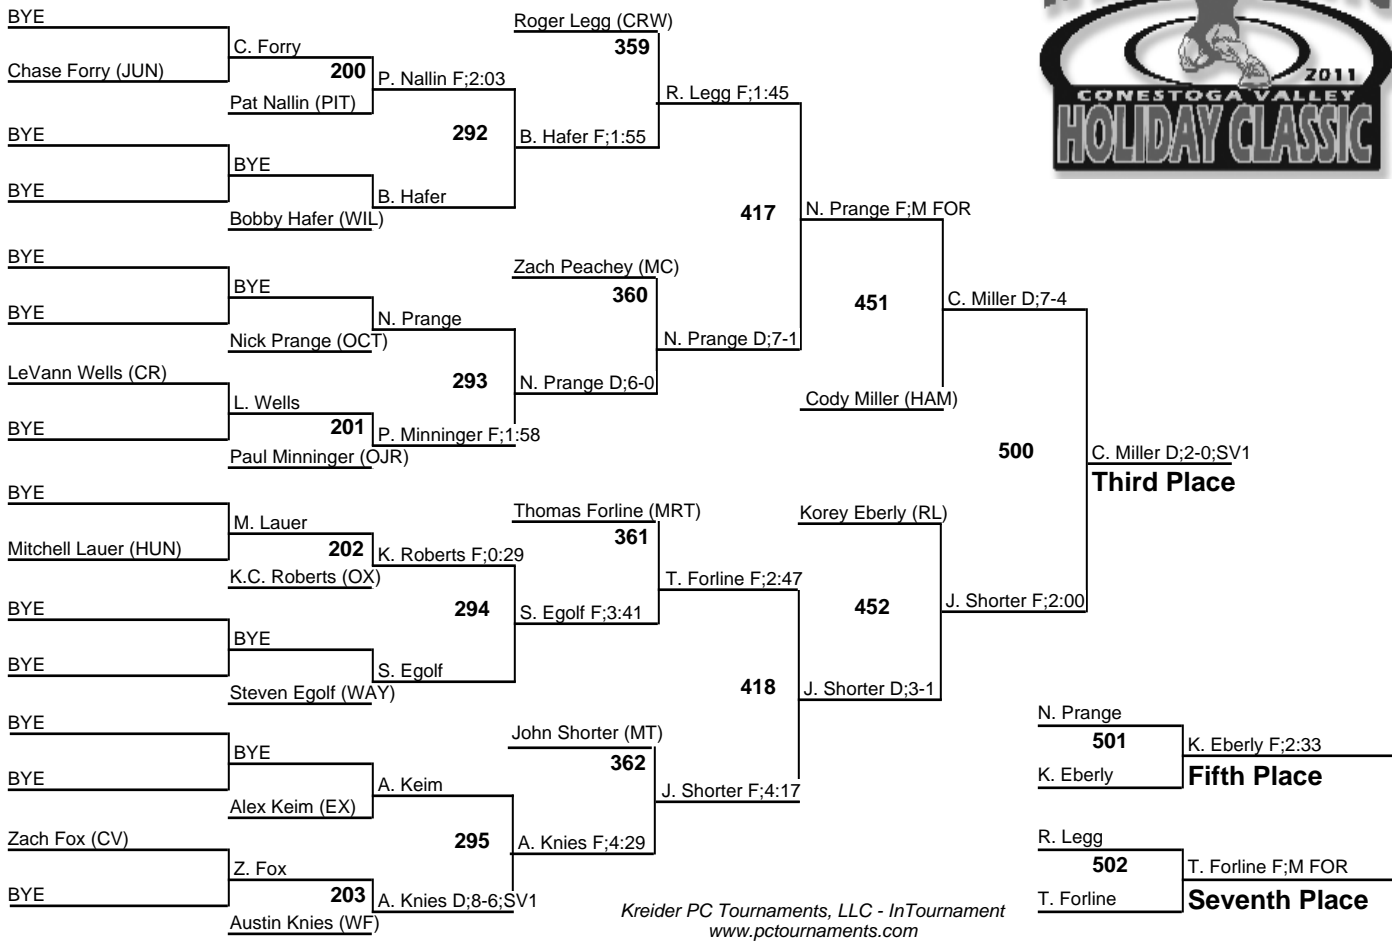 BYE
Chase Forry (JUN)
BYE
BYE
BYE
BYE
LeVann Wells (CR)
BYE
BYE
Mitchell Lauer (HUN)
BYE
BYE
BYE
BYE
Zach Fox (CV)
BYE
C. Forry
200
Pat Nallin (PIT)
BYE
Bobby Hafer (WIL)
BYE
Nick Prange (OCT)
L. Wells
201
Paul Minninger (OJR)
M. Lauer
202
K.C. Roberts (OX)
BYE
Steven Egolf (WAY)
BYE
Alex Keim (EX)
Z. Fox
203
Austin Knies (WF)
P. Nallin F;2:03
292
B. Hafer
N. Prange
293
P. Minninger F;1:58
K. Roberts F;0:29
294
S. Egolf
A. Keim
295
A. Knies D;8-6;SV1
Roger Legg (CRW)
359
B. Hafer F;1:55
Zach Peachey (MC)
360
N. Prange D;6-0
Thomas Forline (MRT)
361
S. Egolf F;3:41
John Shorter (MT)
362
A. Knies F;4:29
R. Legg F;1:45
417
N. Prange D;7-1
T. Forline F;2:47
418
J. Shorter F;4:17
N. Prange F;M FOR
451
Cody Miller (HAM)
Korey Eberly (RL)
452
J. Shorter D;3-1
C. Miller D;7-4
500
J. Shorter F;2:00
C. Miller D;2-0;SV1
Third Place
N. Prange
501
K. Eberly
K. Eberly F;2:33
Fifth Place
R. Legg
502
T. Forline
T. Forline F;M FOR
Seventh Place
2011
CONESTOGA VALLEY
HOLIDAY CLASSIC
Kreider PC Tournaments, LLC - InTournament
www.pctournaments.com